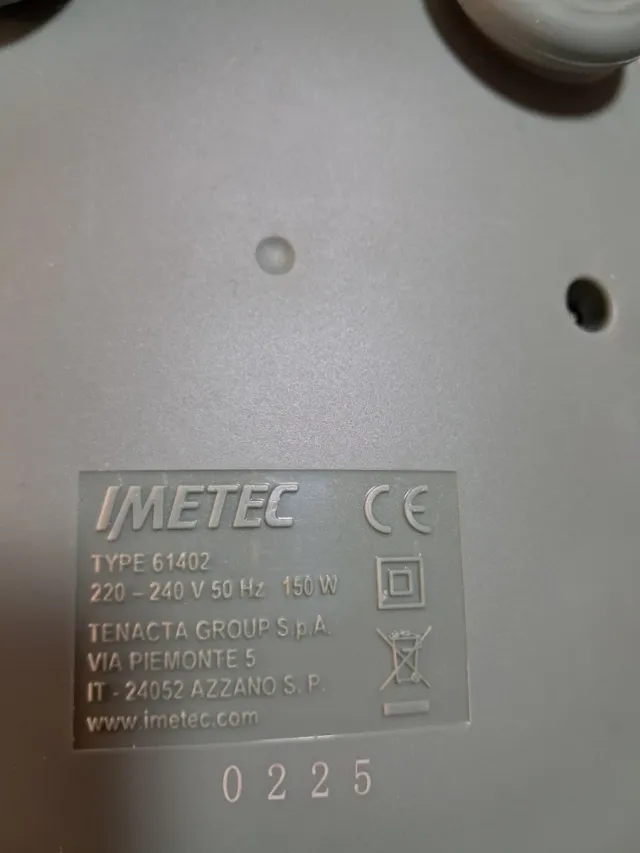 IMETEC CE
TYPE 61402
220 - 240 V 50 Hz 150 W
TENACTA GROUP S.p.A.
VIA PIEMONTE 5
IT - 24052 AZZANO S. P.
www.imetec.com
0225